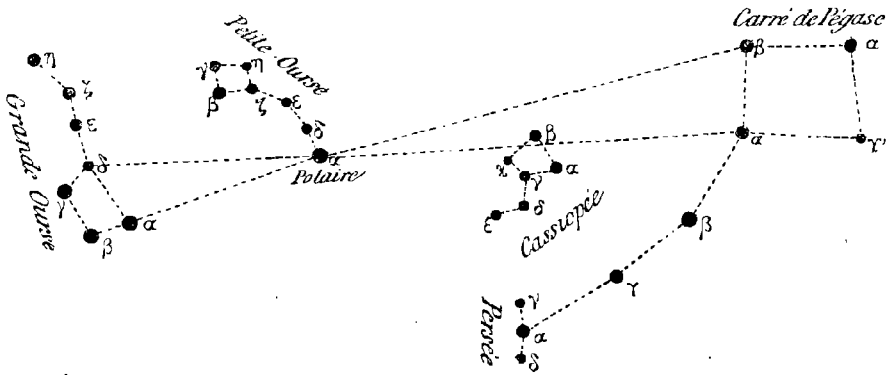 Carré de Pégase
β
α
α
γ
Petite Ourse
γ
η
β
ζ
ε
δ
α
Polaire
η
ζ
ε
δ
γ
β
α
Grande Ourse
β
κ
γ
α
δ
ε
Cassiopée
β
γ
Persée
γ
α
δ